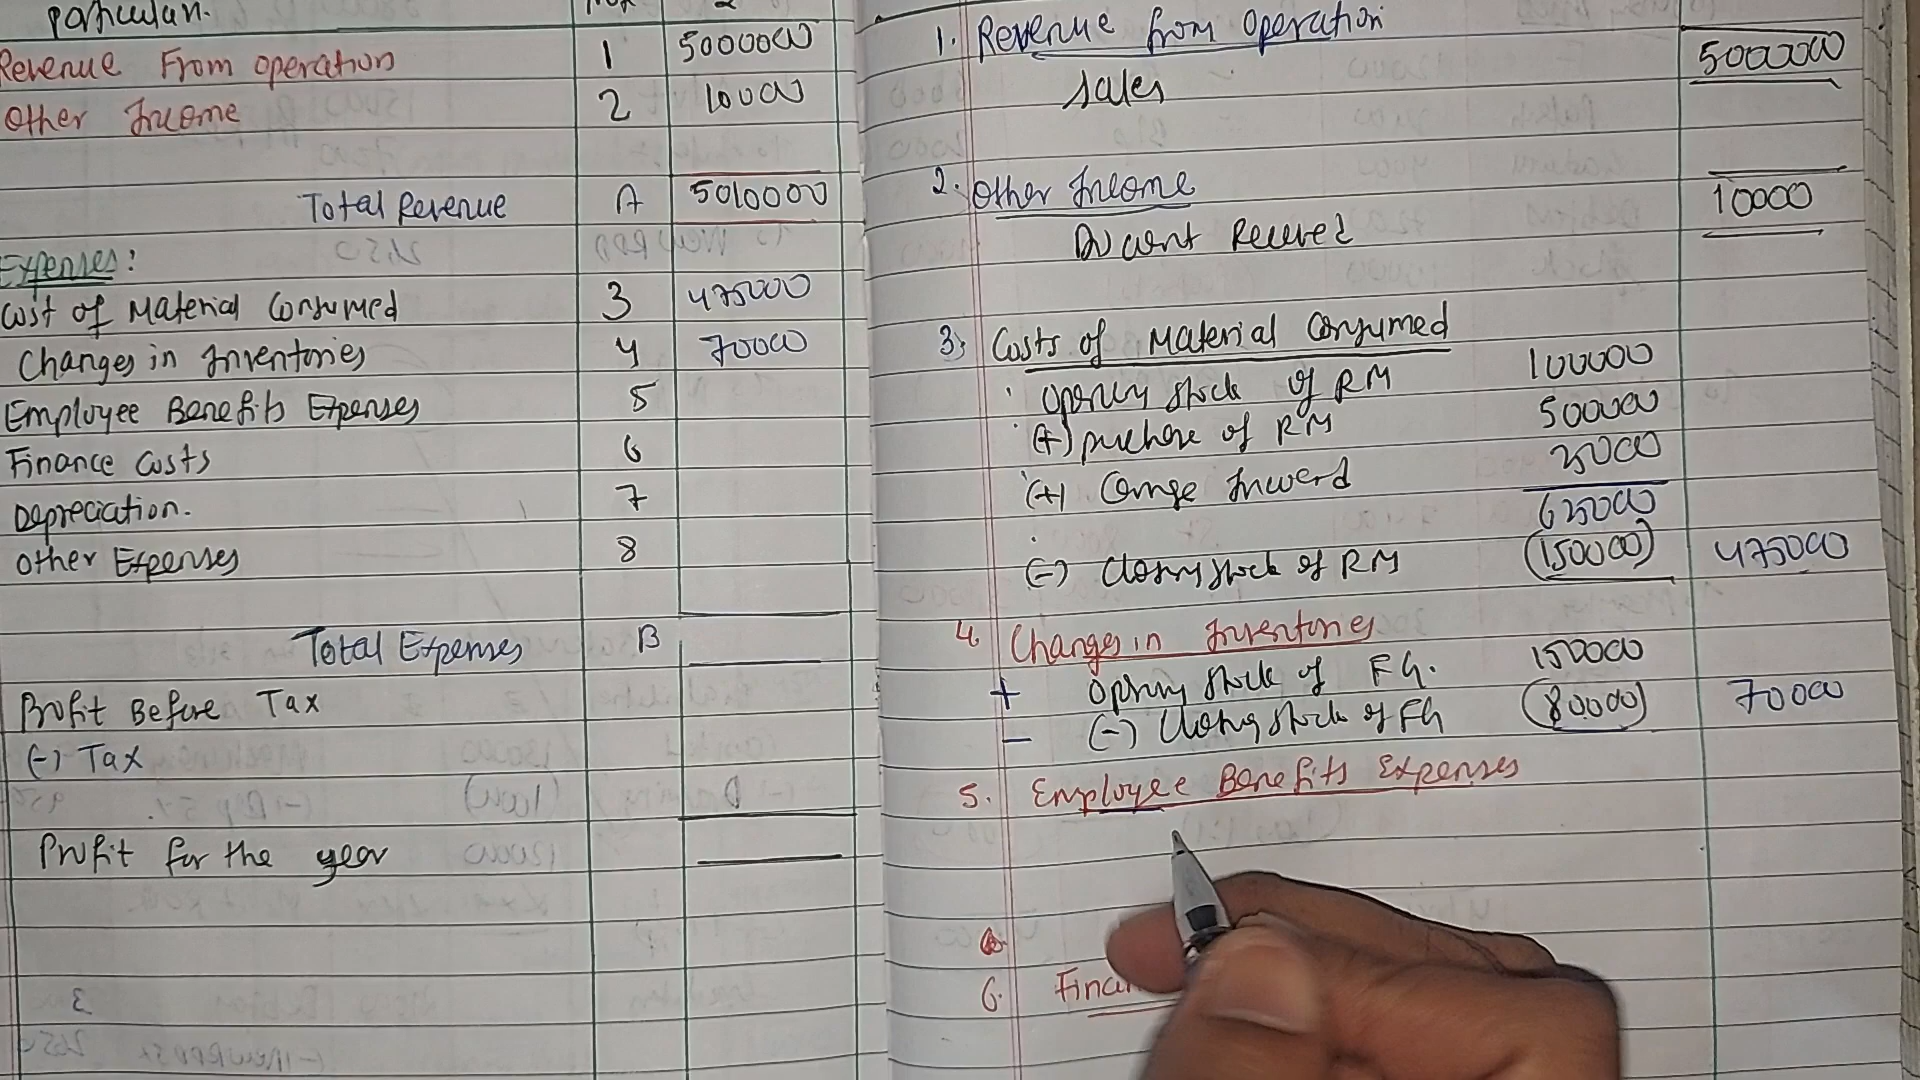 particulars.
Revenue From operation 1 5000000
Other Income 2 10000
Total Revenue A 5010000
Expenses:
Cost of Material Consumed 3 475000
Changes in Inventories 4 70000
Employee Benefits Expenses 5
Finance Costs 6
Depreciation. 7
Other Expenses 8
Total Expenses B
Profit Before Tax
(-) Tax
Profit for the year
1. Revenue from operation
Sales 5000000
2. Other Income
Discount Received 10000
3. Costs of Material Consumed
Opening Stock of RM 100000
(+) purchase of RM 500000
(+) Carriage Inward 25000
625000
(-) Closing stock of RM (150000) 475000
4. Changes in Inventories
+ Opening stock of FG. 150000
- (-) Closing stock of FG (80000) 70000
5. Employee Benefits Expenses
6.